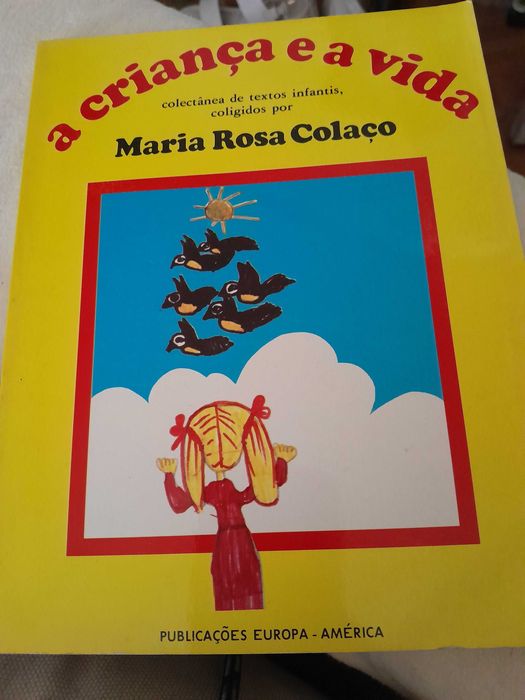 a criança e a vida
colectânea de textos infantis,
coligidos por
Maria Rosa Colaço
PUBLICAÇÕES EUROPA - AMÉRICA